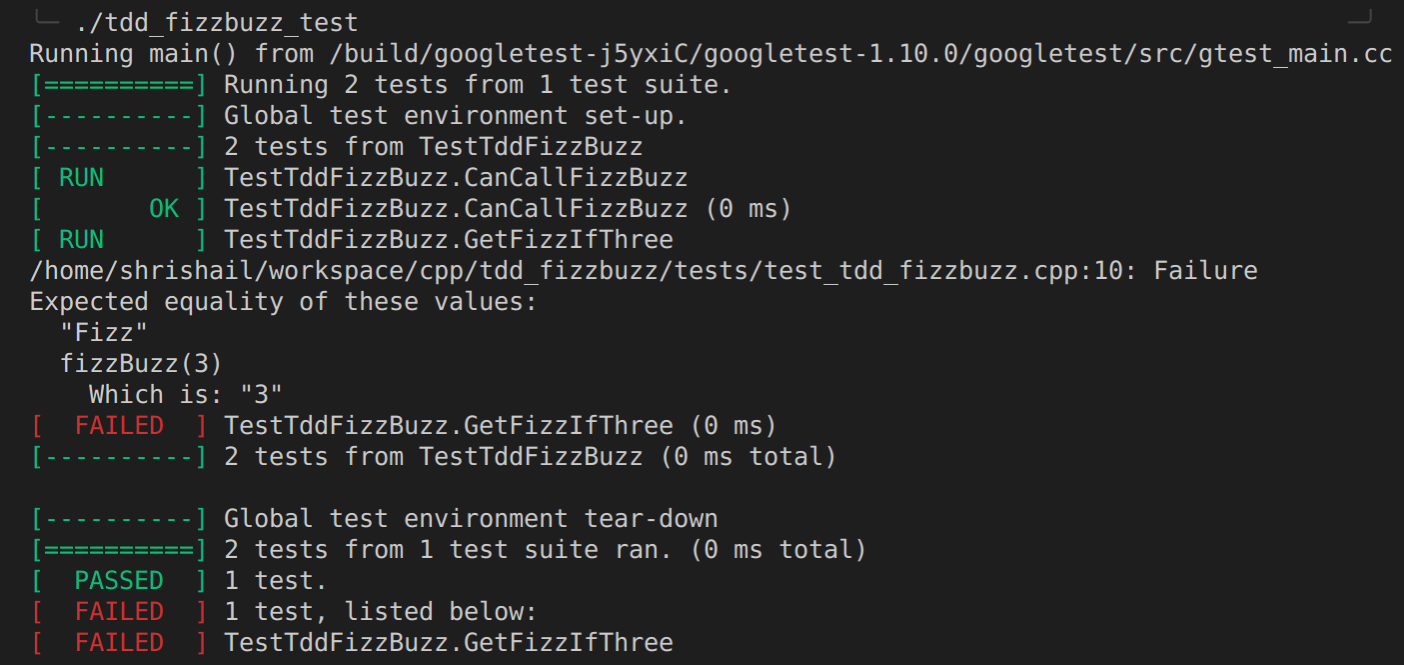 ./tdd_fizzbuzz_test
Running main() from /build/googletest-j5yxiC/googletest-1.10.0/googletest/src/gtest_main.cc
[==========] Running 2 tests from 1 test suite.
[----------] Global test environment set-up.
[----------] 2 tests from TestTddFizzBuzz
[ RUN      ] TestTddFizzBuzz.CanCallFizzBuzz
[       OK ] TestTddFizzBuzz.CanCallFizzBuzz (0 ms)
[ RUN      ] TestTddFizzBuzz.GetFizzIfThree
/home/shrishail/workspace/cpp/tdd_fizzbuzz/tests/test_tdd_fizzbuzz.cpp:10: Failure
Expected equality of these values:
  "Fizz"
  fizzBuzz(3)
    Which is: "3"
[  FAILED  ] TestTddFizzBuzz.GetFizzIfThree (0 ms)
[----------] 2 tests from TestTddFizzBuzz (0 ms total)
[----------] Global test environment tear-down
[==========] 2 tests from 1 test suite ran. (0 ms total)
[  PASSED  ] 1 test.
[  FAILED  ] 1 test, listed below:
[  FAILED  ] TestTddFizzBuzz.GetFizzIfThree